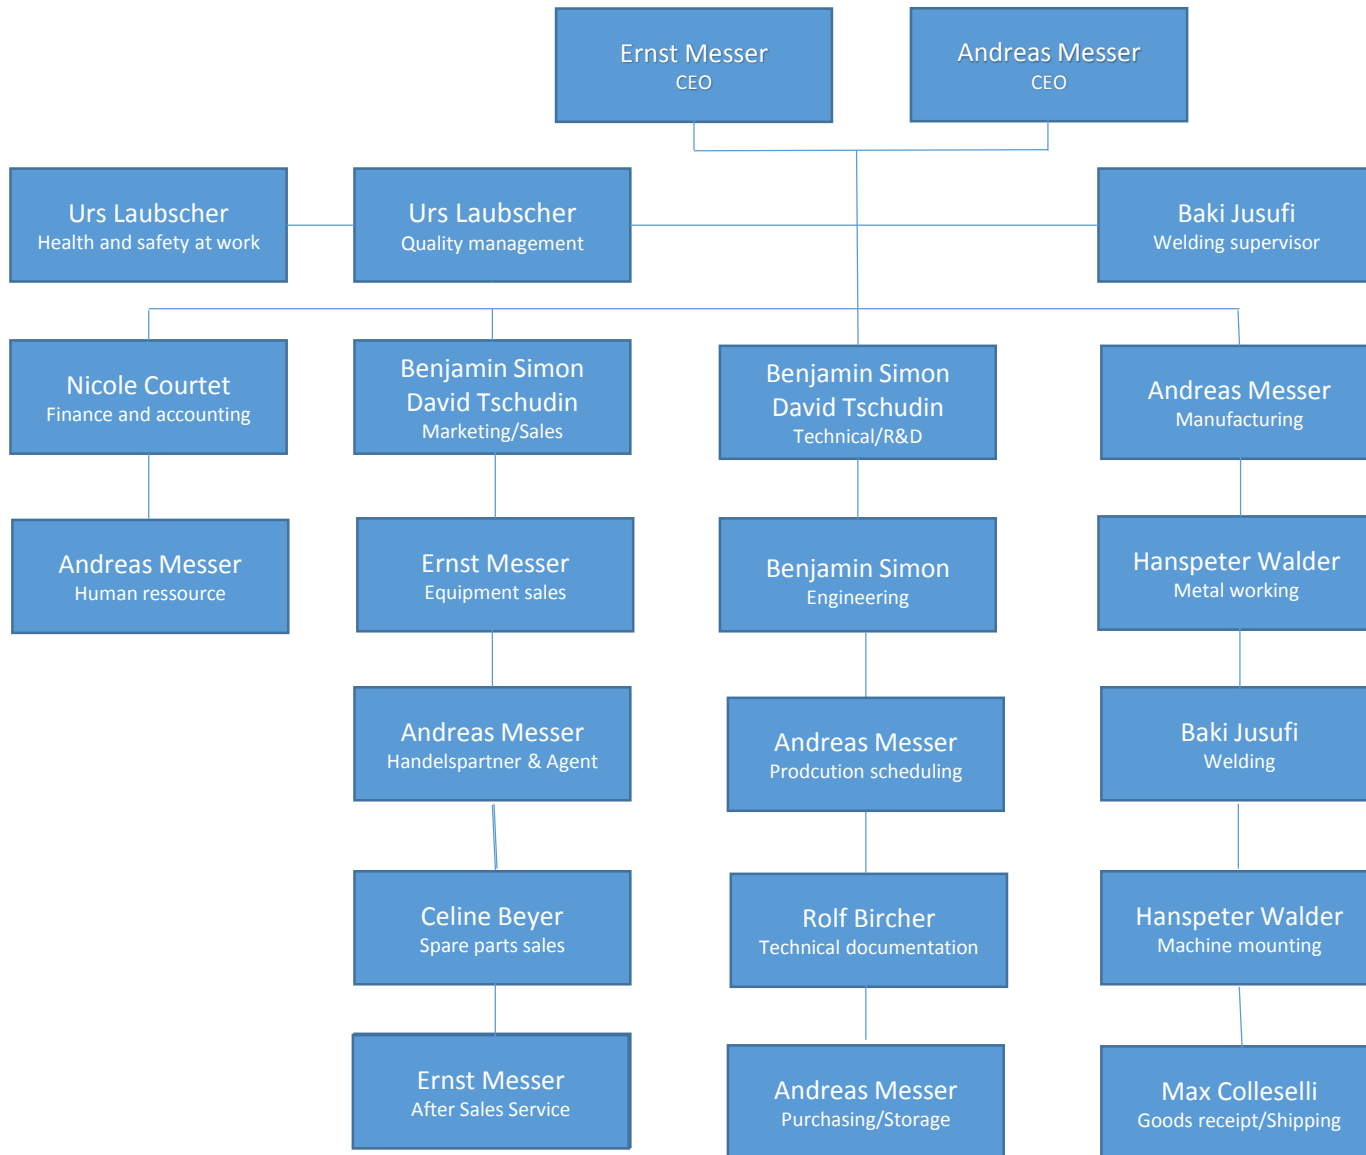 Ernst Messer
CEO
Andreas Messer
CEO
Urs Laubscher
Health and safety at work
Urs Laubscher
Quality management
Baki Jusufi
Welding supervisor
Nicole Courtet
Finance and accounting
Benjamin Simon
David Tschudin
Marketing/Sales
Benjamin Simon
David Tschudin
Technical/R&D
Andreas Messer
Manufacturing
Andreas Messer
Human ressource
Ernst Messer
Equipment sales
Benjamin Simon
Engineering
Hanspeter Walder
Metal working
Andreas Messer
Handelspartner & Agent
Andreas Messer
Prodcution scheduling
Baki Jusufi
Welding
Celine Beyer
Spare parts sales
Rolf Bircher
Technical documentation
Hanspeter Walder
Machine mounting
Ernst Messer
After Sales Service
Andreas Messer
Purchasing/Storage
Max Colleselli
Goods receipt/Shipping